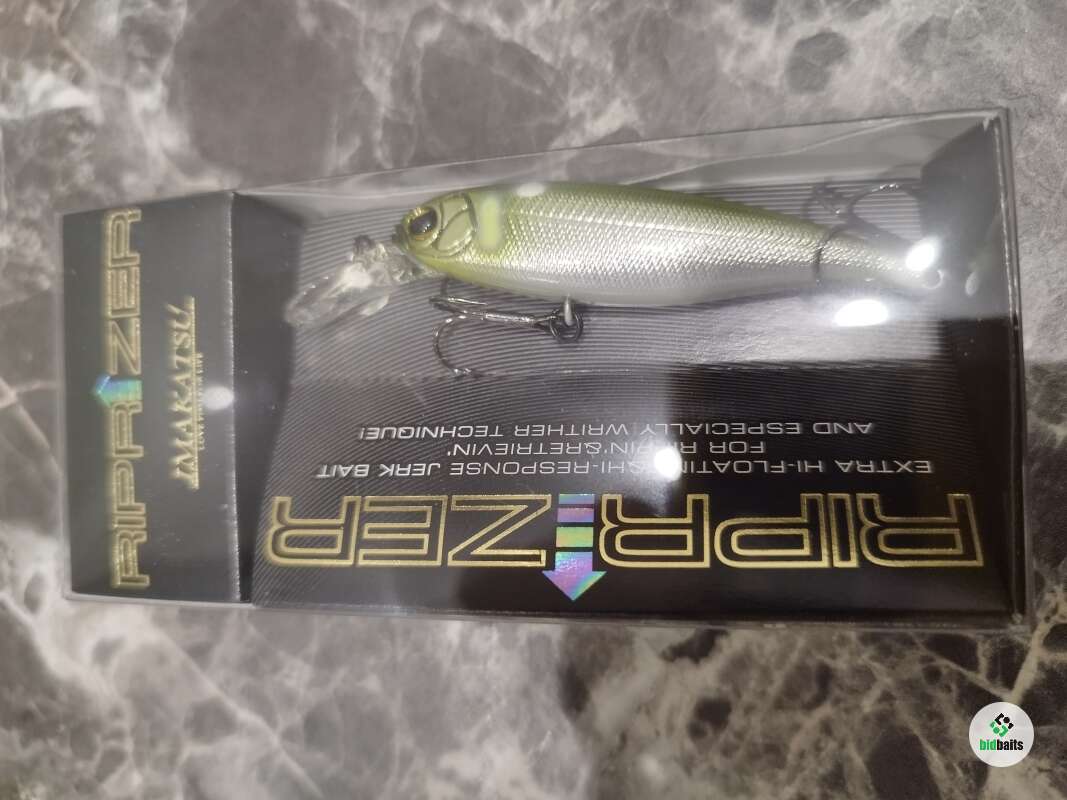 RIPRIZER
EXTRA HI-FLOATING&HI-RESPONSE JERK BAIT
FOR RIPPIN'&RETRIEVIN'
AND ESPECIALLY WRITHER TECHNIQUE!
RIPRIZER
IMAKATSU
bidbaits